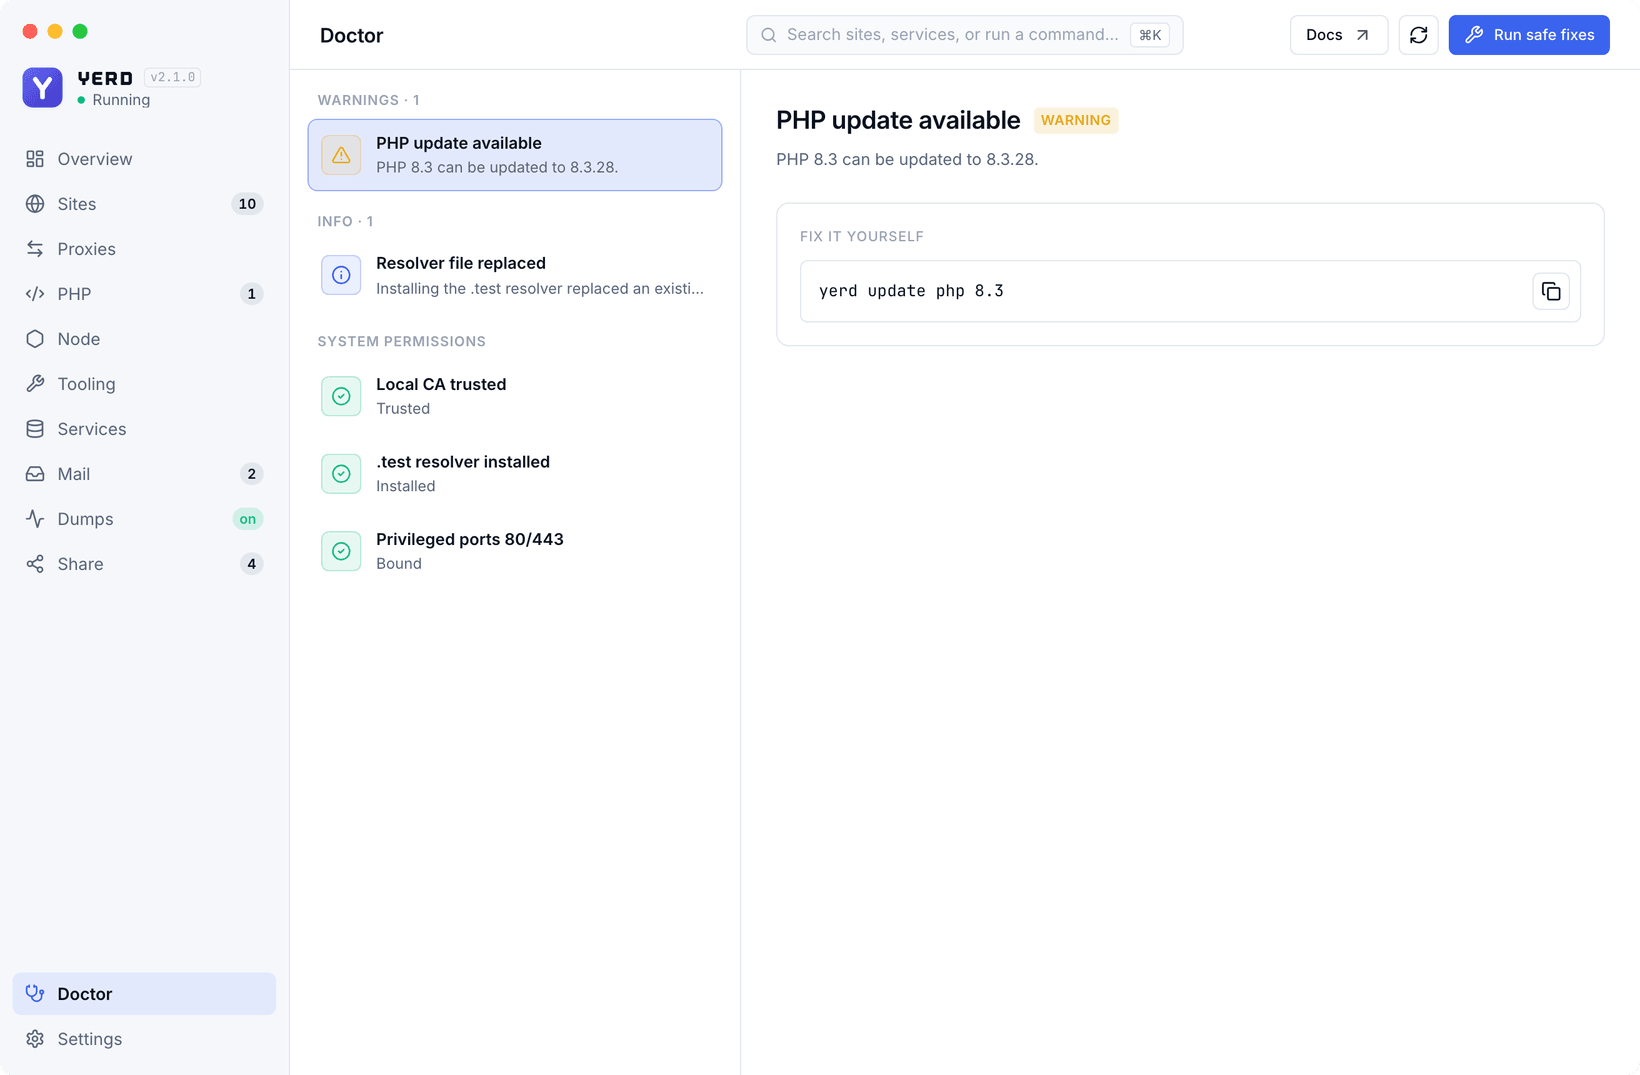 YERD v2.1.0
Running
Overview
Sites 10
Proxies
PHP 1
Node
Tooling
Services
Mail 2
Dumps on
Share 4
Doctor
Settings
Doctor
Search sites, services, or run a command... ⌘K
Docs
Run safe fixes
WARNINGS · 1
PHP update available
PHP 8.3 can be updated to 8.3.28.
INFO · 1
Resolver file replaced
Installing the .test resolver replaced an existi...
SYSTEM PERMISSIONS
Local CA trusted
Trusted
.test resolver installed
Installed
Privileged ports 80/443
Bound
PHP update available WARNING
PHP 8.3 can be updated to 8.3.28.
FIX IT YOURSELF
yerd update php 8.3